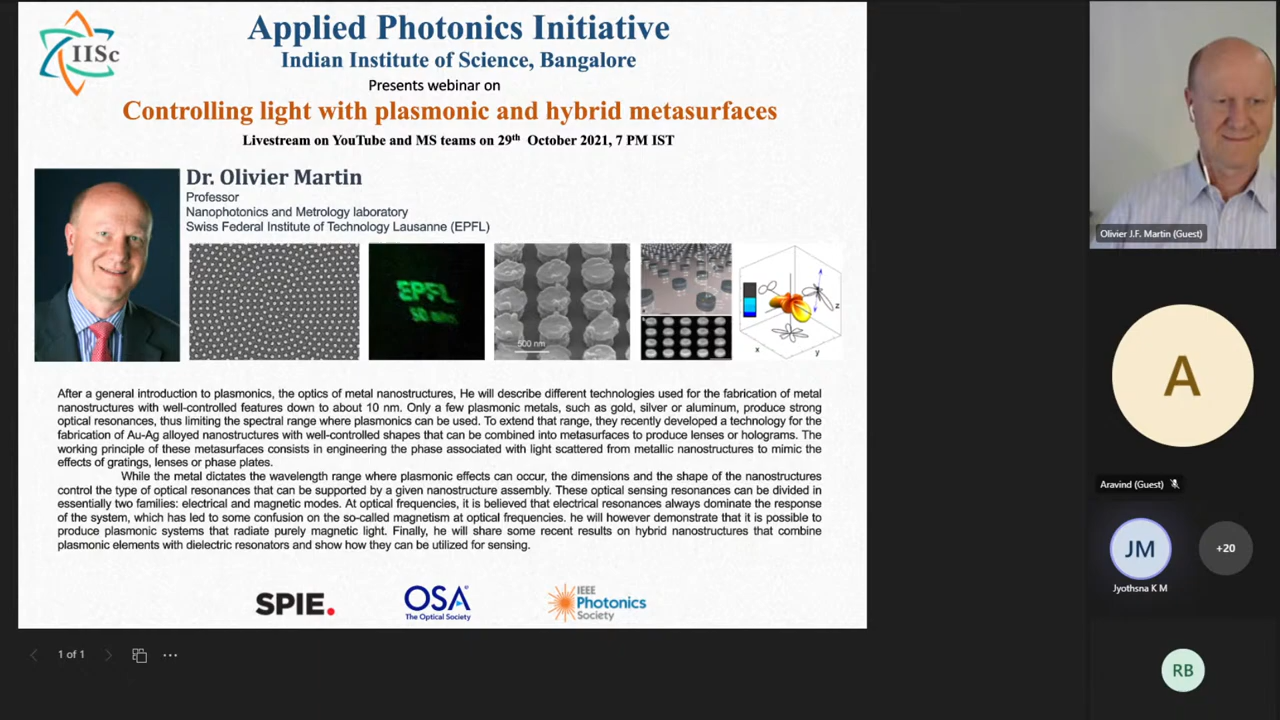 IISc
Applied Photonics Initiative
Indian Institute of Science, Bangalore
Presents webinar on
Controlling light with plasmonic and hybrid metasurfaces
Livestream on YouTube and MS teams on 29th October 2021, 7 PM IST
Dr. Olivier Martin
Professor
Nanophotonics and Metrology laboratory
Swiss Federal Institute of Technology Lausanne (EPFL)
EPFL
500 nm
x
y
z
After a general introduction to plasmonics, the optics of metal nanostructures, He will describe different technologies used for the fabrication of metal
nanostructures with well-controlled features down to about 10 nm. Only a few plasmonic metals, such as gold, silver or aluminum, produce strong
optical resonances, thus limiting the spectral range where plasmonics can be used. To extend that range, they recently developed a technology for the
fabrication of Au-Ag alloyed nanostructures with well-controlled shapes that can be combined into metasurfaces to produce lenses or holograms. The
working principle of these metasurfaces consists in engineering the phase associated with light scattered from metallic nanostructures to mimic the
effects of gratings, lenses or phase plates.
While the metal dictates the wavelength range where plasmonic effects can occur, the dimensions and the shape of the nanostructures
control the type of optical resonances that can be supported by a given nanostructure assembly. These optical sensing resonances can be divided in
essentially two families: electrical and magnetic modes. At optical frequencies, it is believed that electrical resonances always dominate the response
of the system, which has led to some confusion on the so-called magnetism at optical frequencies. he will however demonstrate that it is possible to
produce plasmonic systems that radiate purely magnetic light. Finally, he will share some recent results on hybrid nanostructures that combine
plasmonic elements with dielectric resonators and show how they can be utilized for sensing.
SPIE.
OSA
The Optical Society
IEEE
Photonics
Society
1 of 1
Olivier J.F. Martin (Guest)
A
Aravind (Guest)
JM
+20
Jyothsna K M
RB